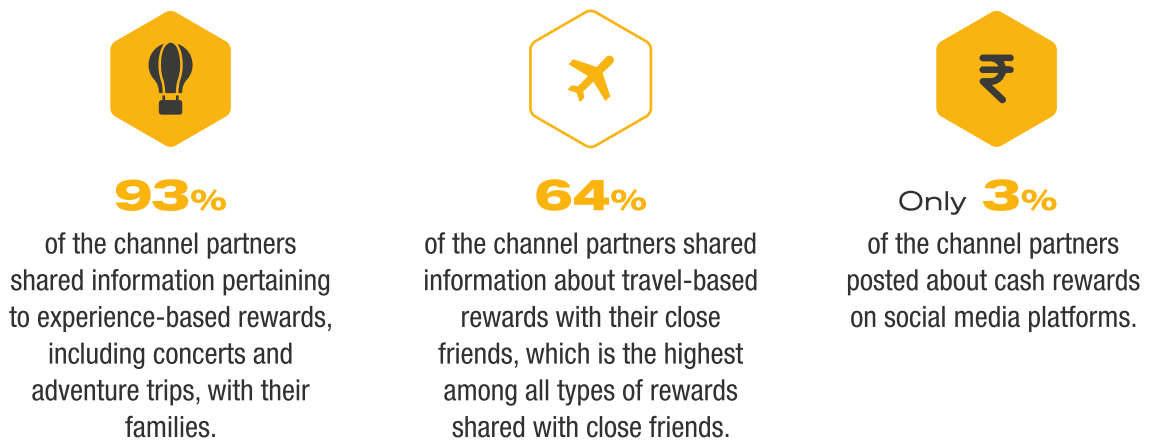 93%
of the channel partners
shared information pertaining
to experience-based rewards,
including concerts and
adventure trips, with their
families.
64%
of the channel partners shared
information about travel-based
rewards with their close
friends, which is the highest
among all types of rewards
shared with close friends.
₹
Only 3%
of the channel partners
posted about cash rewards
on social media platforms.